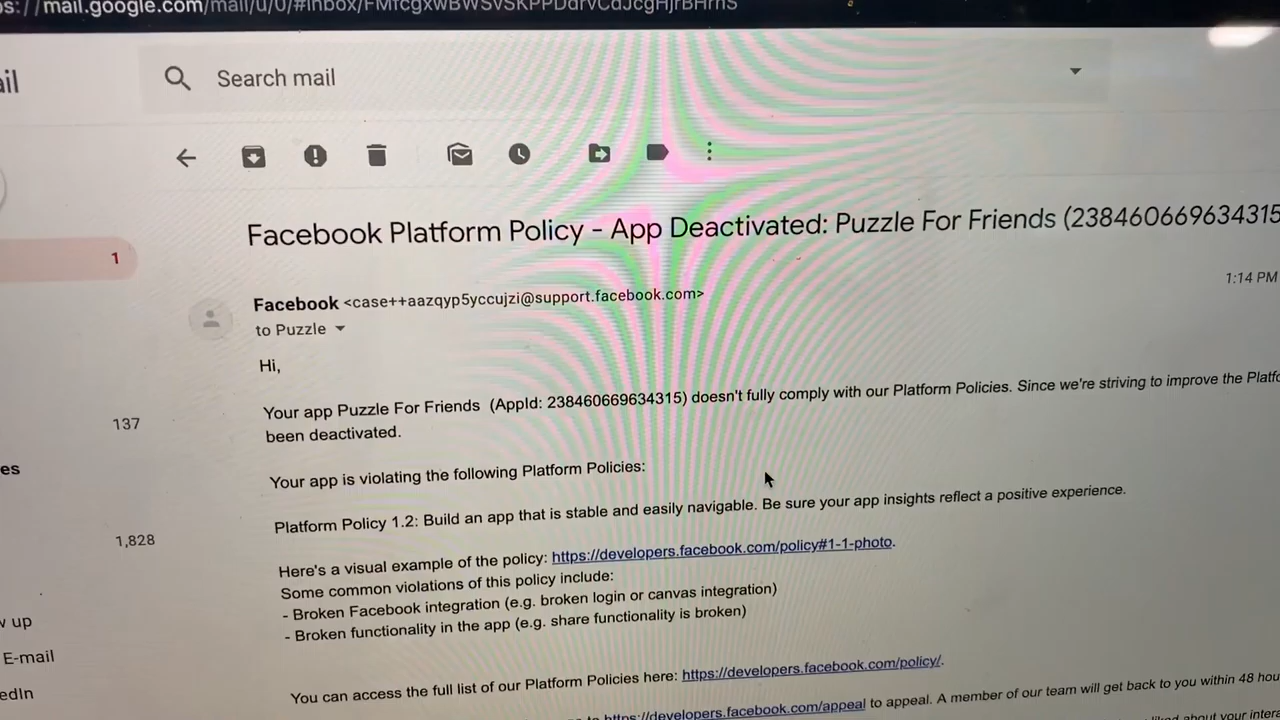 mail.google.com/mail/u/0/#inbox/
Search mail
Facebook Platform Policy - App Deactivated: Puzzle For Friends (238460669634315
1
1:14 PM
Facebook <case++aazqyp5yccujzi@support.facebook.com>
to Puzzle
Hi,
Your app Puzzle For Friends (AppId: 238460669634315) doesn't fully comply with our Platform Policies. Since we're striving to improve the
been deactivated.
137
Your app is violating the following Platform Policies:
Platform Policy 1.2: Build an app that is stable and easily navigable. Be sure your app insights reflect a positive experience.
1,828
Here's a visual example of the policy: https://developers.facebook.com/policy#1-1-photo.
Some common violations of this policy include:
- Broken Facebook integration (e.g. broken login or canvas integration)
- Broken functionality in the app (e.g. share functionality is broken)
up
E-mail
You can access the full list of our Platform Policies here: https://developers.facebook.com/policy/.
https://developers.facebook.com/appeal to appeal. A member of our team will get back to you within 48
about your